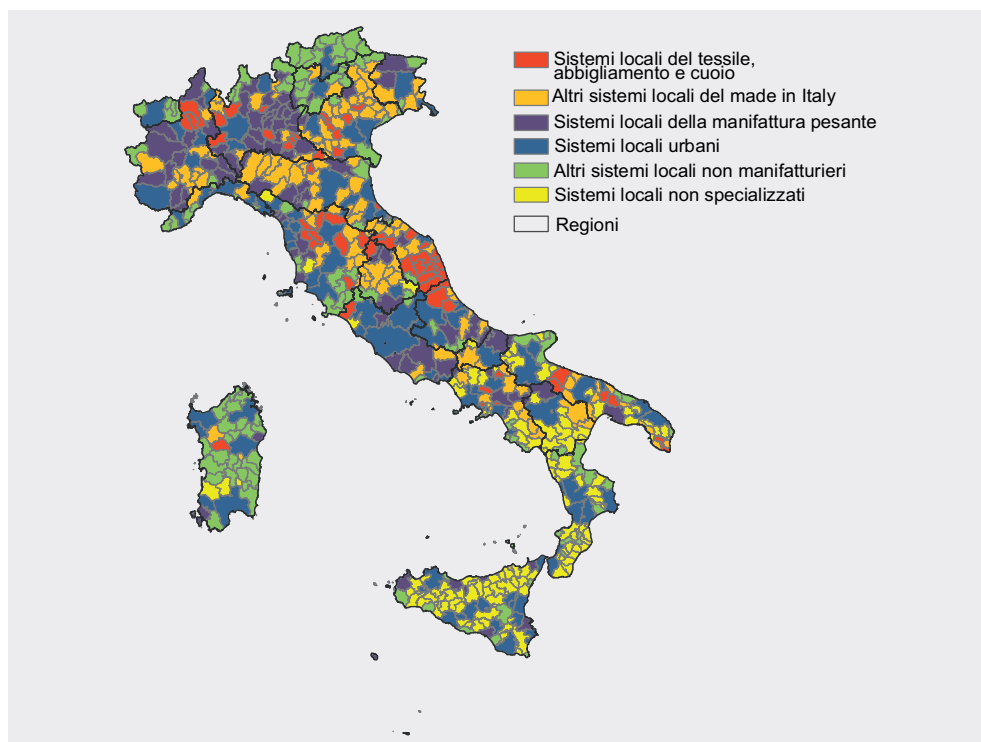 Sistemi locali del tessile,
abbigliamento e cuoio
Altri sistemi locali del made in Italy
Sistemi locali della manifattura pesante
Sistemi locali urbani
Altri sistemi locali non manifatturieri
Sistemi locali non specializzati
Regioni